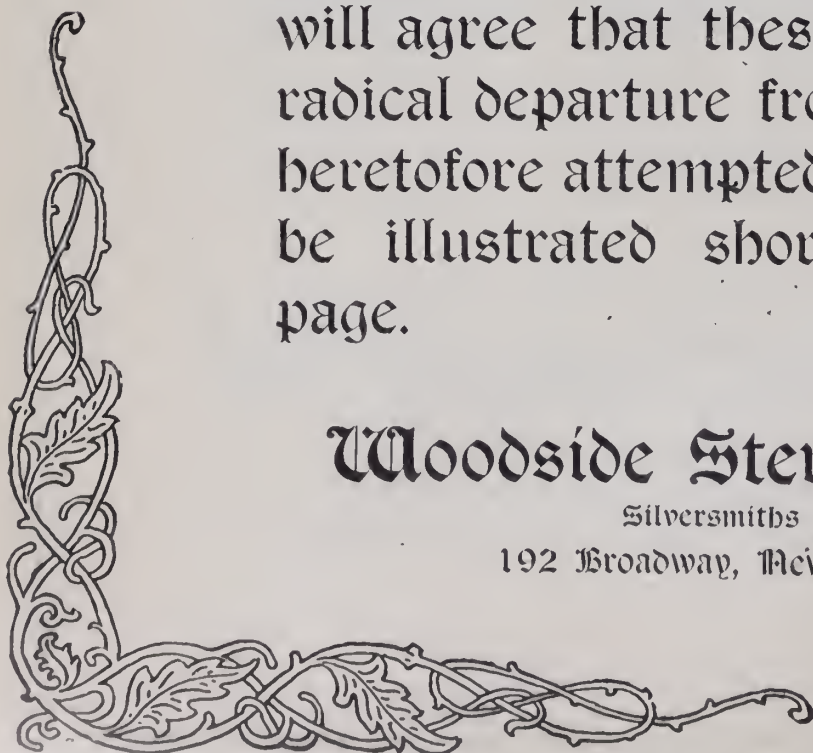 will agree that thes
radical departure fro
heretofore attempted
be illustrated shor
page.
Woodside Ster
Silversmiths
192 Broadway, New